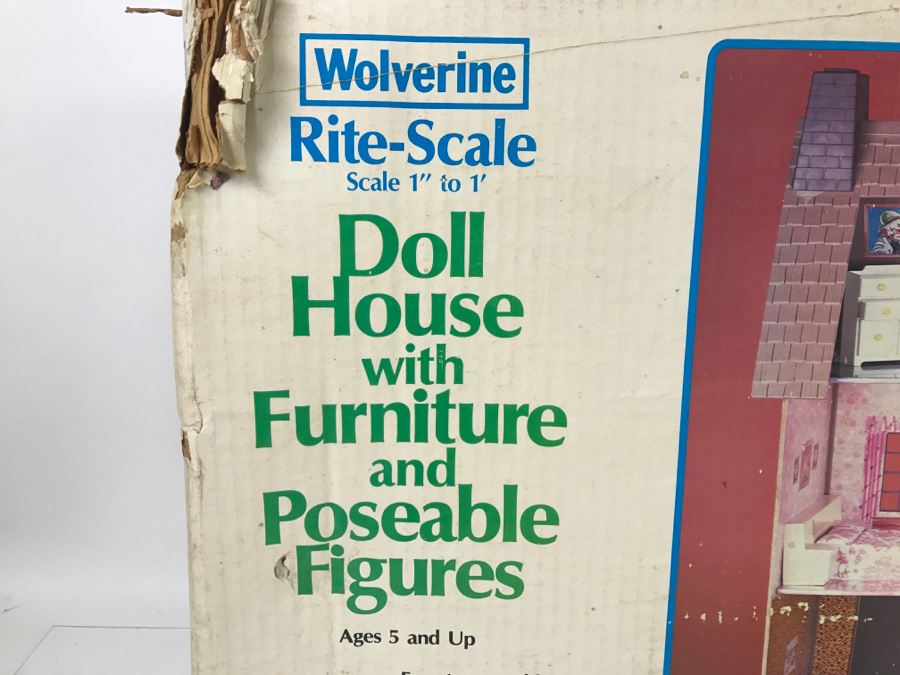 Wolverine
Rite-Scale
Scale 1" to 1'
Doll
House
with
Furniture
and
Poseable
Figures
Ages 5 and Up